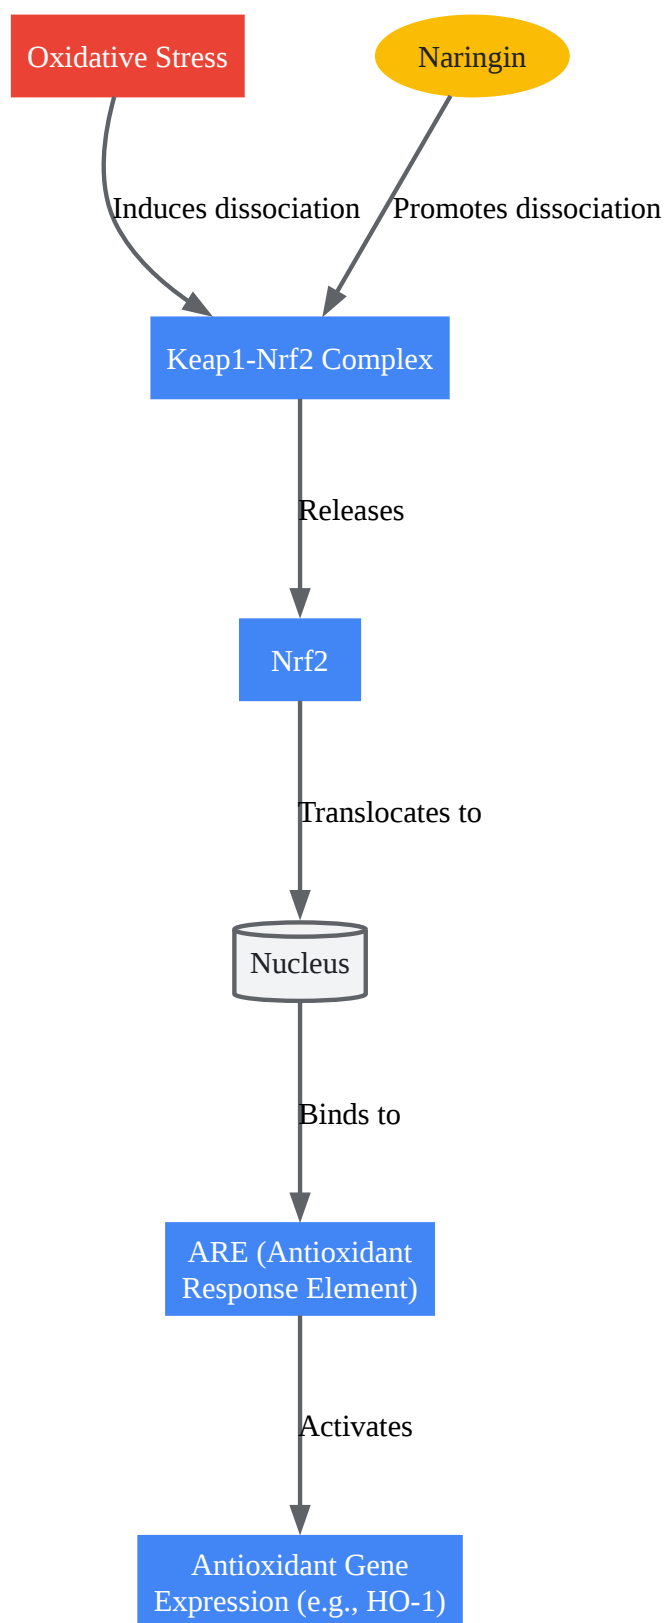 Oxidative Stress
Naringin
Induces dissociation
Promotes dissociation
Keap1-Nrf2 Complex
Releases
Nrf2
Translocates to
Nucleus
Binds to
ARE (Antioxidant
Response Element)
Activates
Antioxidant Gene
Expression (e.g., HO-1)